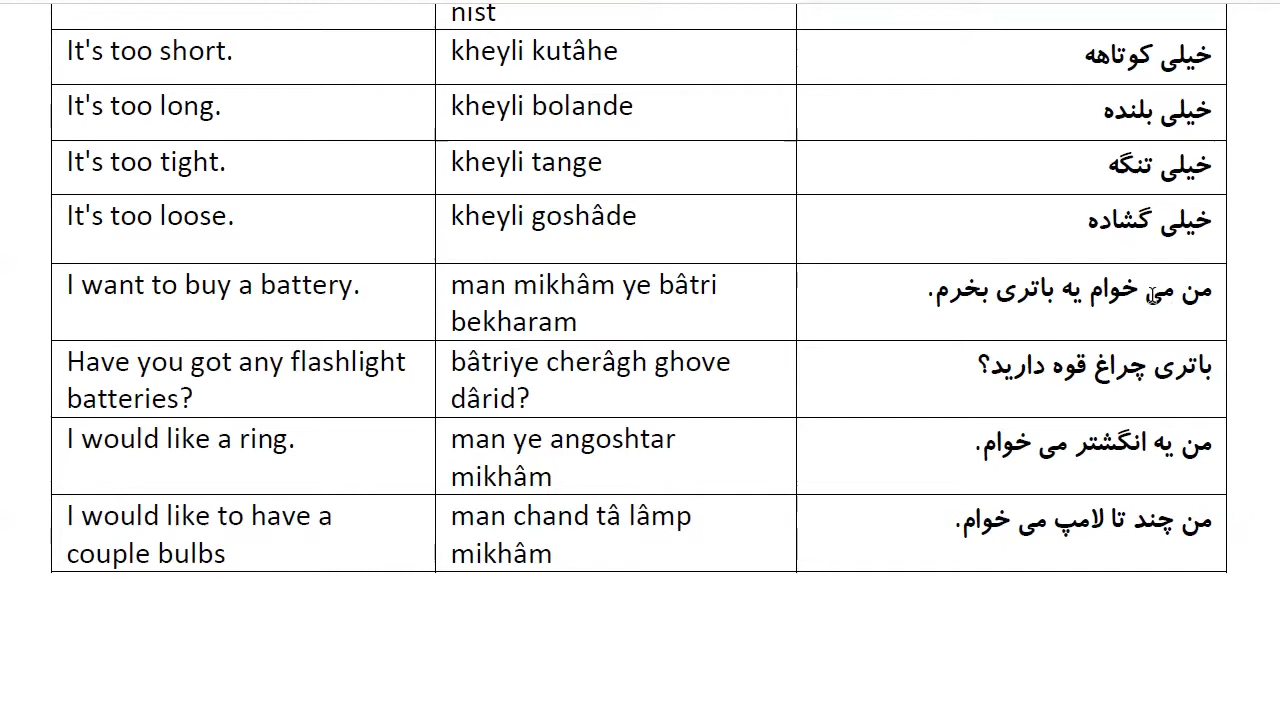 nist
It's too short.
kheyli kutâhe
خیلی کوتاهه
It's too long.
kheyli bolande
خیلی بلنده
It's too tight.
kheyli tange
خیلی تنگه
It's too loose.
kheyli goshâde
خیلی گشاده
I want to buy a battery.
man mikhâm ye bâtri
bekharam
من می خوام یه باتری بخرم.
Have you got any flashlight
batteries?
bâtriye cherâgh ghove
dârid?
باتری چراغ قوه دارید؟
I would like a ring.
man ye angoshtar
mikhâm
من یه انگشتر می خوام.
I would like to have a
couple bulbs
man chand tâ lâmp
mikhâm
من چند تا لامپ می خوام.